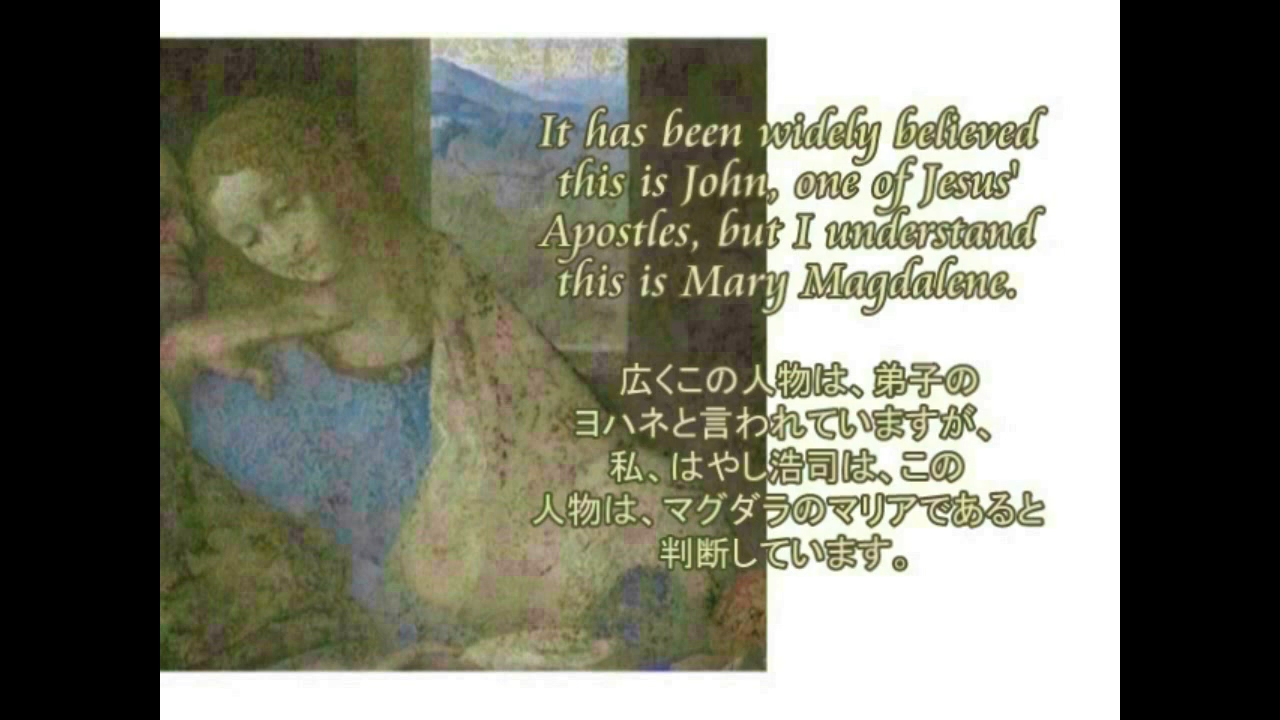 It has been widely believed
this is John, one of Jesus'
Apostles, but I understand
this is Mary Magdalene.
広くこの人物は、弟子の
ヨハネと言われていますが、
私、はやし浩司は、この
人物は、マグダラのマリアであると
判断しています。